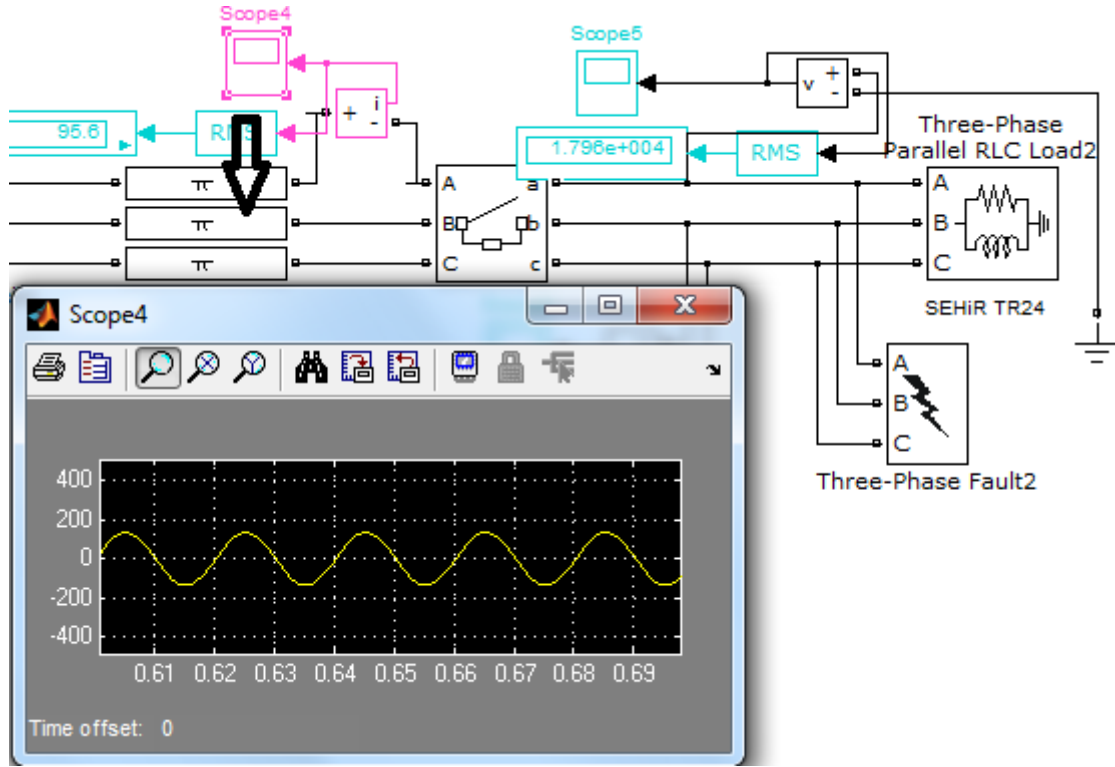 Scope4
Scope5
i
+
-
v
+
-
95.6
RMS
1.796e+004
RMS
Three-Phase
Parallel RLC Load2
π
π
π
A
B
C
a
b
c
A
B
C
SEHiR TR24
A
B
C
Three-Phase Fault2
Scope4
400
200
0
-200
-400
0.61 0.62 0.63 0.64 0.65 0.66 0.67 0.68 0.69
Time offset: 0